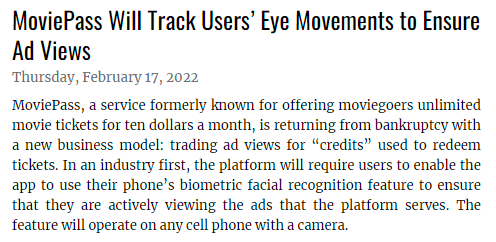 MoviePass Will Track Users’ Eye Movements to Ensure
Ad Views
Thursday, February 17, 2022
MoviePass, a service formerly known for offering moviegoers unlimited
movie tickets for ten dollars a month, is returning from bankruptcy with
a new business model: trading ad views for “credits” used to redeem
tickets. In an industry first, the platform will require users to enable the
app to use their phone’s biometric facial recognition feature to ensure
that they are actively viewing the ads that the platform serves. The
feature will operate on any cell phone with a camera.